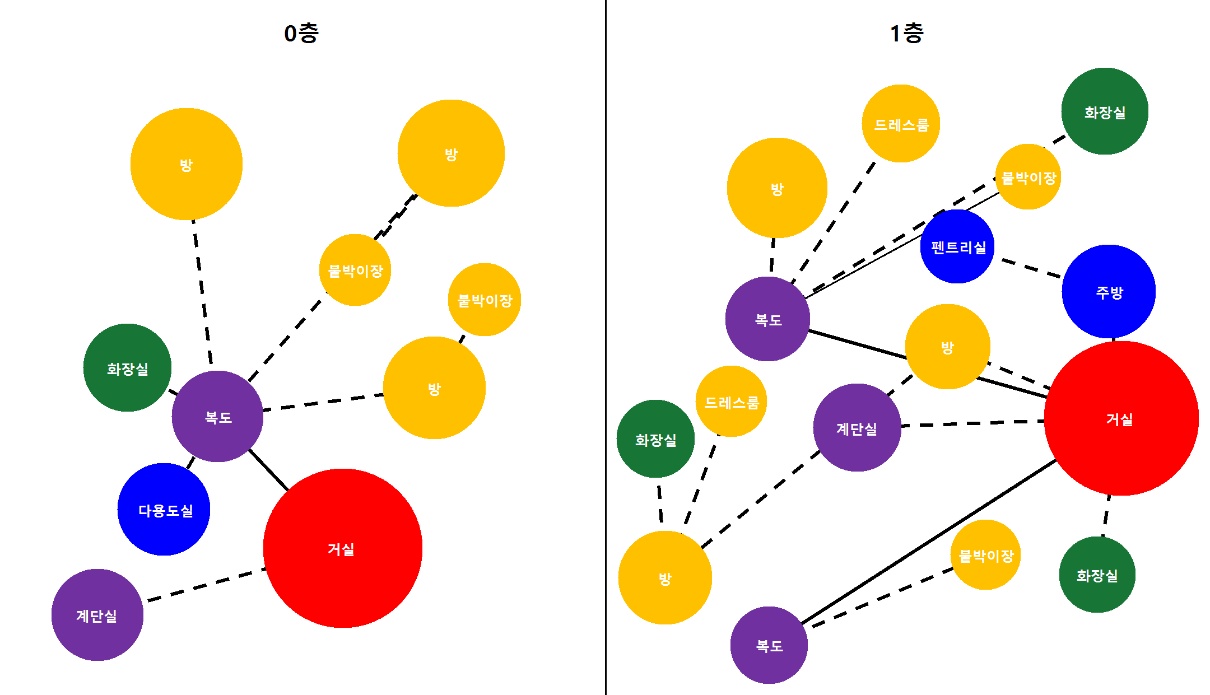 0층
방
방
붙박이장
붙박이장
화장실
방
복도
다용도실
거실
계단실
1층
화장실
드레스룸
방
붙박이장
펜트리실
주방
복도
방
드레스룸
거실
계단실
화장실
붙박이장
방
화장실
복도